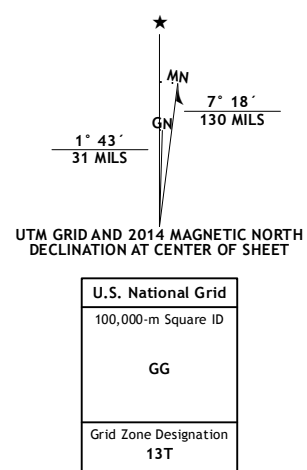 ★
MN
GN
7° 18´
130 MILS
1° 43´
31 MILS
UTM GRID AND 2014 MAGNETIC NORTH
DECLINATION AT CENTER OF SHEET
U.S. National Grid
100,000-m Square ID
GG
Grid Zone Designation
13T